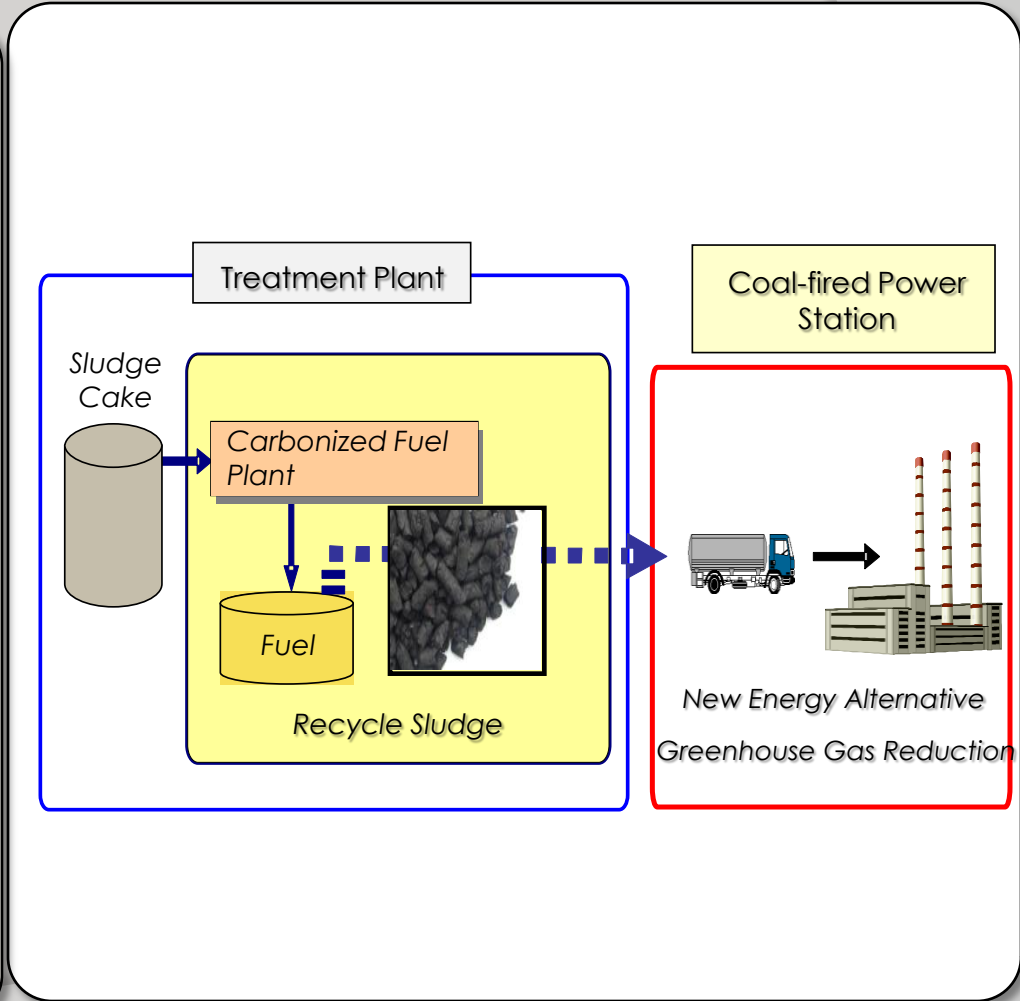 Treatment Plant
Coal-fired Power
Station
Sludge
Cake
Carbonized Fuel
Plant
Fuel
Recycle Sludge
New Energy Alternative
Greenhouse Gas Reduction